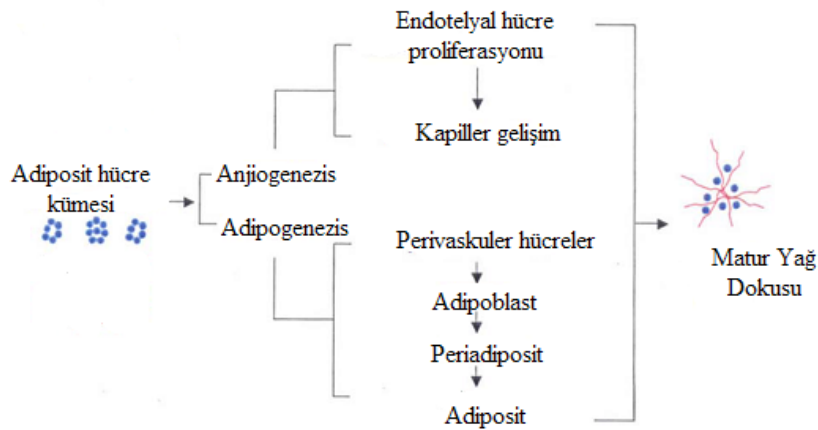 Adiposit hücre
kümesi
Anjiogenezis
Adipogenezis
Endotelyal hücre
proliferasyonu
Kapiller gelişim
Perivaskuler hücreler
Adipoblast
Periadiposit
Adiposit
Matur Yağ
Dokusu